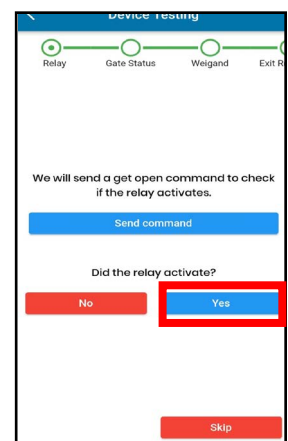 Device Testing
Relay Gate Status Weigand Exit R
We will send a get open command to check
if the relay activates.
Send command
Did the relay activate?
No Yes
Skip